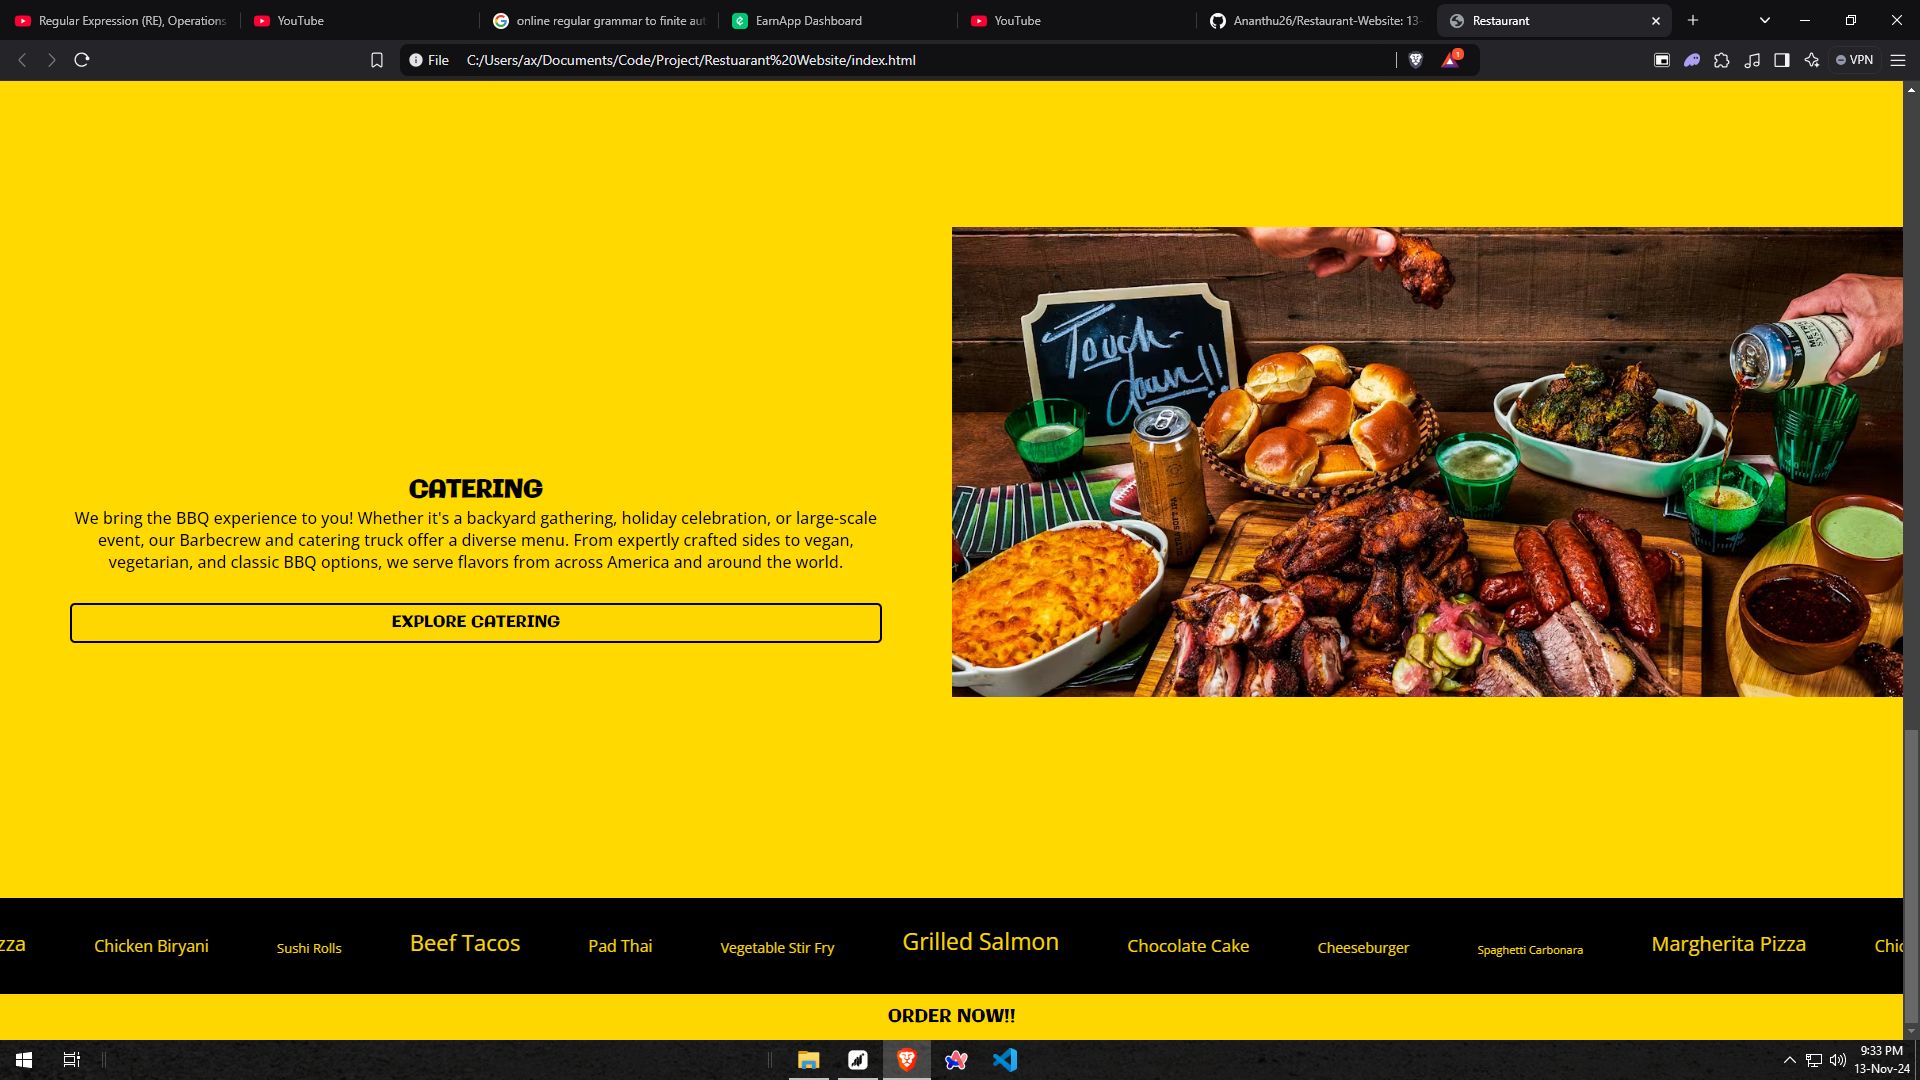 Regular Expression (RE), Operations
YouTube
online regular grammar to finite aut
EarnApp Dashboard
YouTube
Ananthu26/Restaurant-Website: 13-
Restaurant
File
C:/Users/ax/Documents/Code/Project/Restuarant%20Website/index.html
1
VPN
Touch-
down!!
CATERING
We bring the BBQ experience to you! Whether it's a backyard gathering, holiday celebration, or large-scale
event, our Barbecrew and catering truck offer a diverse menu. From expertly crafted sides to vegan,
vegetarian, and classic BBQ options, we serve flavors from across America and around the world.
EXPLORE CATERING
zza
Chicken Biryani
Sushi Rolls
Beef Tacos
Pad Thai
Vegetable Stir Fry
Grilled Salmon
Chocolate Cake
Cheeseburger
Spaghetti Carbonara
Margherita Pizza
Chic
ORDER NOW!!
9:33 PM
13-Nov-24